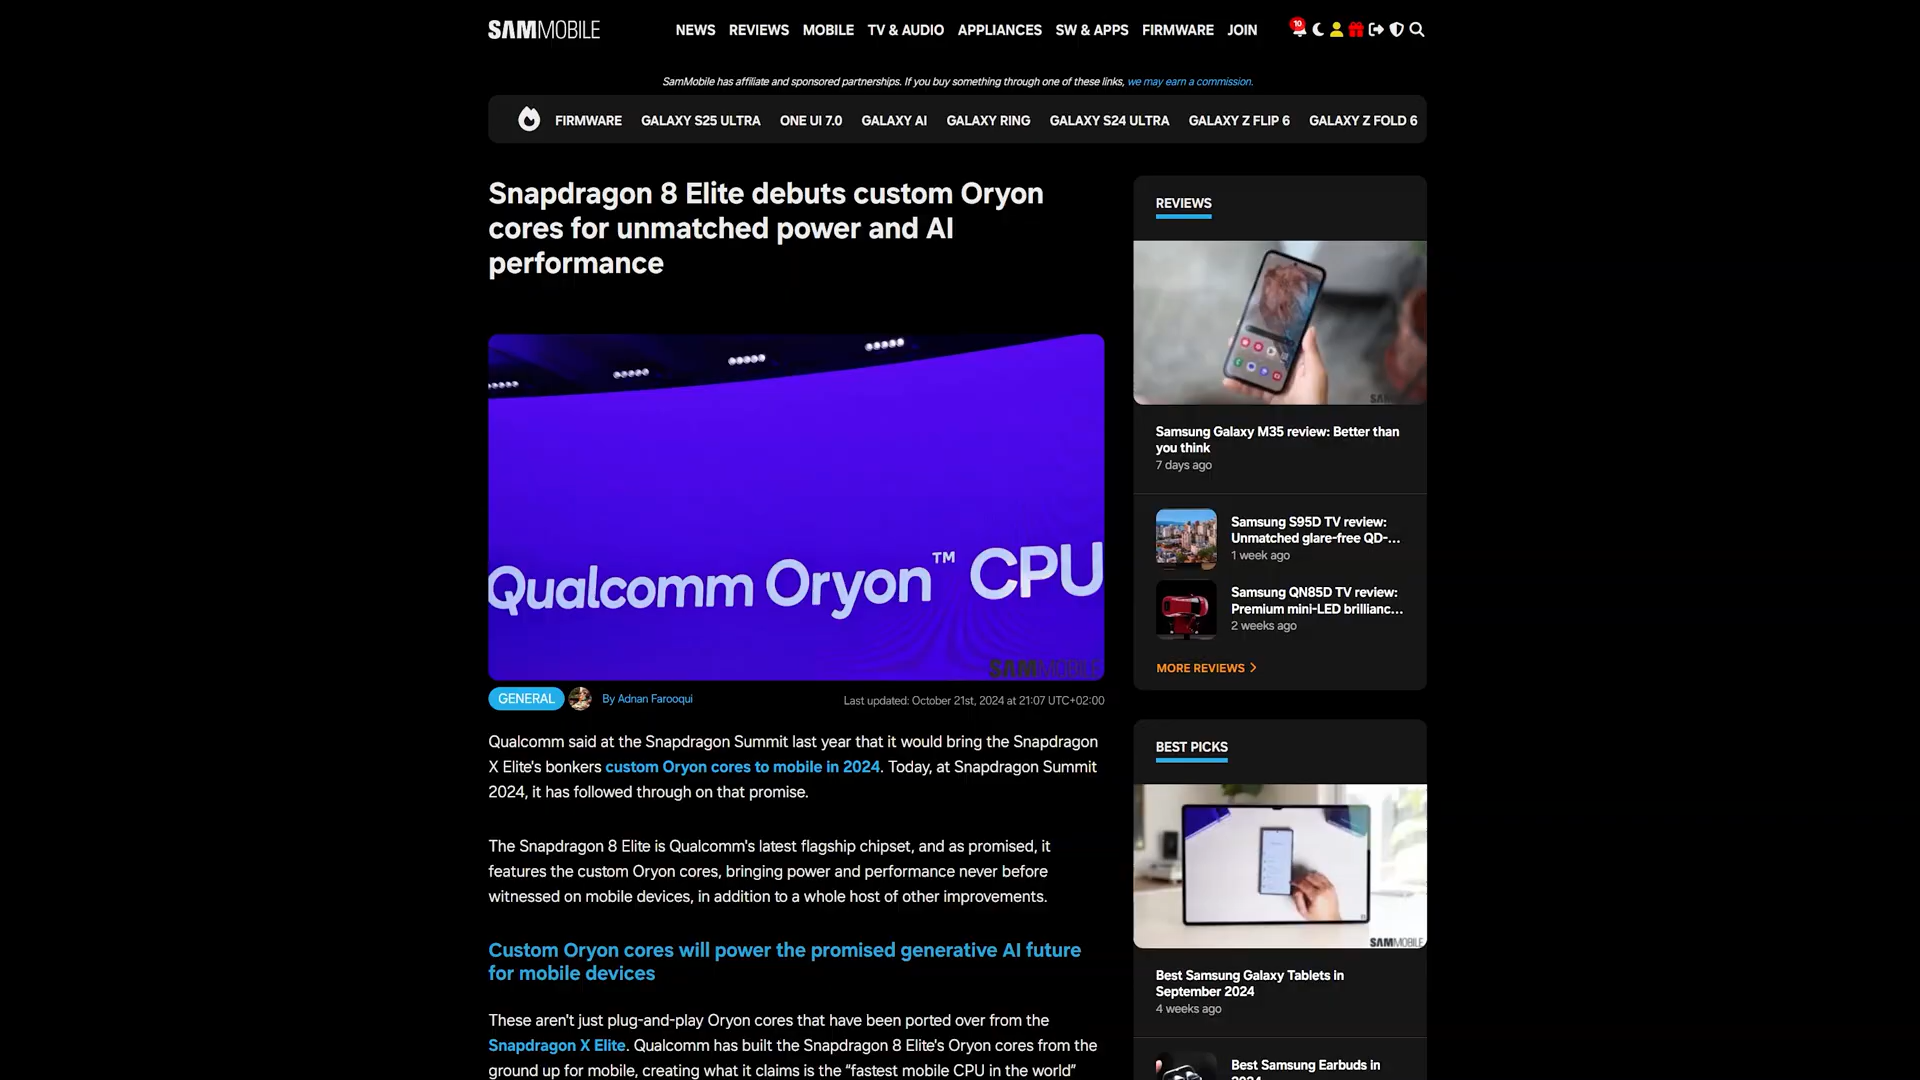 SAMMOBILE
NEWS REVIEWS MOBILE TV & AUDIO APPLIANCES SW & APPS FIRMWARE JOIN
10
SamMobile has affiliate and sponsored partnerships. If you buy something through one of these links, we may earn a commission.
FIRMWARE GALAXY S25 ULTRA ONE UI 7.0 GALAXY AI GALAXY RING GALAXY S24 ULTRA GALAXY Z FLIP 6 GALAXY Z FOLD 6
Snapdragon 8 Elite debuts custom Oryon
cores for unmatched power and AI
performance
Qualcomm Oryon™ CPU
SAMMOBILE
GENERAL
By Adnan Farooqui
Last updated: October 21st, 2024 at 21:07 UTC+02:00
Qualcomm said at the Snapdragon Summit last year that it would bring the Snapdragon
X Elite's bonkers custom Oryon cores to mobile in 2024. Today, at Snapdragon Summit
2024, it has followed through on that promise.
The Snapdragon 8 Elite is Qualcomm's latest flagship chipset, and as promised, it
features the custom Oryon cores, bringing power and performance never before
witnessed on mobile devices, in addition to a whole host of other improvements.
Custom Oryon cores will power the promised generative AI future
for mobile devices
These aren't just plug-and-play Oryon cores that have been ported over from the
Snapdragon X Elite. Qualcomm has built the Snapdragon 8 Elite's Oryon cores from the
ground up for mobile, creating what it claims is the “fastest mobile CPU in the world”
REVIEWS
SAM
Samsung Galaxy M35 review: Better than
you think
7 days ago
Samsung S95D TV review:
Unmatched glare-free QD-...
1 week ago
Samsung QN85D TV review:
Premium mini-LED brillianc...
2 weeks ago
MORE REVIEWS
BEST PICKS
SAMMOBILE
Best Samsung Galaxy Tablets in
September 2024
4 weeks ago
Best Samsung Earbuds in
2024